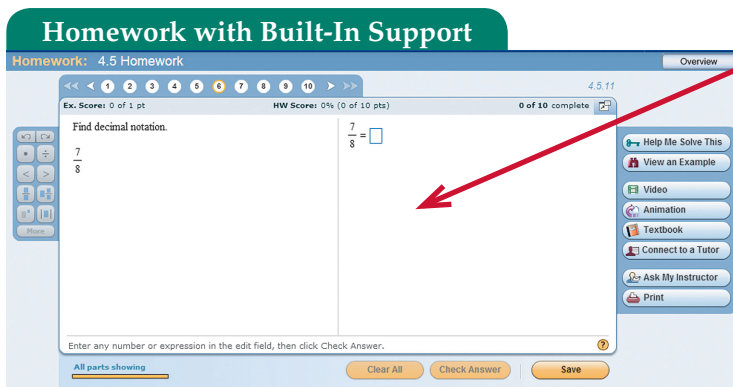 Homework with Built-In Support
Homework: 4.5 Homework
Overview
1 2 3 4 5 6 7 8 9 10
4.5.11
Ex. Score: 0 of 1 pt HW Score: 0% (0 of 10 pts) 0 of 10 complete
Find decimal notation.
7
8
7
8 =
Help Me Solve This
View an Example
Video
Animation
Textbook
Connect to a Tutor
Ask My Instructor
Print
More
Enter any number or expression in the edit field, then click Check Answer.
?
All parts showing
Clear All Check Answer Save